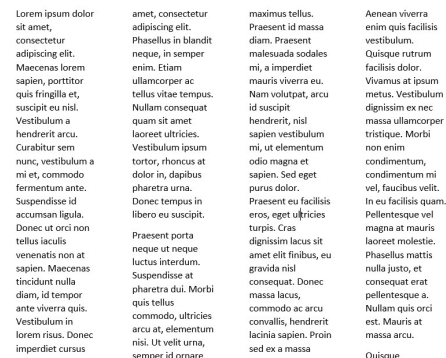 Lorem ipsum dolor
sit amet,
consectetur
adipiscing elit.
Maecenas lorem
sapien, porttitor
quis fringilla et,
suscipit eu nisl.
Vestibulum a
hendrerit arcu.
Curabitur sem
nunc, vestibulum a
mi et, commodo
fermentum ante.
Suspendisse id
accumsan ligula.
Donec ut orci non
tellus iaculis
venenatis non at
sapien. Maecenas
tincidunt nulla
diam, id tempor
ante viverra quis.
Vestibulum in
lorem risus. Donec
imperdiet cursus
amet, consectetur
adipiscing elit.
Phasellus in blandit
neque, in semper
enim. Etiam
ullamcorper ac
tellus vitae tempus.
Nullam consequat
quam sit amet
laoreet ultricies.
Vestibulum ipsum
tortor, rhoncus at
dolor in, dapibus
pharetra urna.
Donec tempus in
libero eu suscipit.
Praesent porta
neque ut neque
luctus interdum.
Suspendisse at
pharetra dui. Morbi
quis tellus
commodo, ultricies
arcu at, elementum
nisi. Ut velit urna,
semper id ornare
maximus tellus.
Praesent id massa
diam. Praesent
malesuada sodales
mi, a imperdiet
mauris viverra eu.
Nam volutpat, arcu
id suscipit
hendrerit, nisl
sapien vestibulum
mi, ut elementum
odio magna et
sapien. Sed eget
purus dolor.
Praesent eu facilisis
eros, eget ultricies
turpis. Cras
dignissim lacus sit
amet elit finibus, eu
gravida nisl
consequat. Donec
massa lacus,
commodo ac arcu
convallis, hendrerit
lacinia sapien. Proin
sed ex a massa
Aenean viverra
enim quis facilisis
vestibulum.
Quisque rutrum
facilisis dolor.
Vivamus at ipsum
metus. Vestibulum
dignissim ex nec
massa ullamcorper
tristique. Morbi
non enim
condimentum,
condimentum mi
vel, faucibus velit.
In eu facilisis quam.
Pellentesque vel
magna at mauris
laoreet molestie.
Phasellus mattis
nulla justo, et
consequat erat
pellentesque a.
Nullam quis orci
est. Mauris at
massa arcu.
Quisque